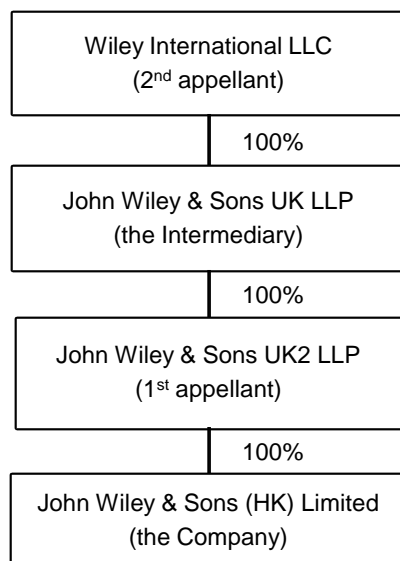 Wiley International LLC
(2nd appellant)
100%
John Wiley & Sons UK LLP
(the Intermediary)
100%
John Wiley & Sons UK2 LLP
(1st appellant)
100%
John Wiley & Sons (HK) Limited
(the Company)